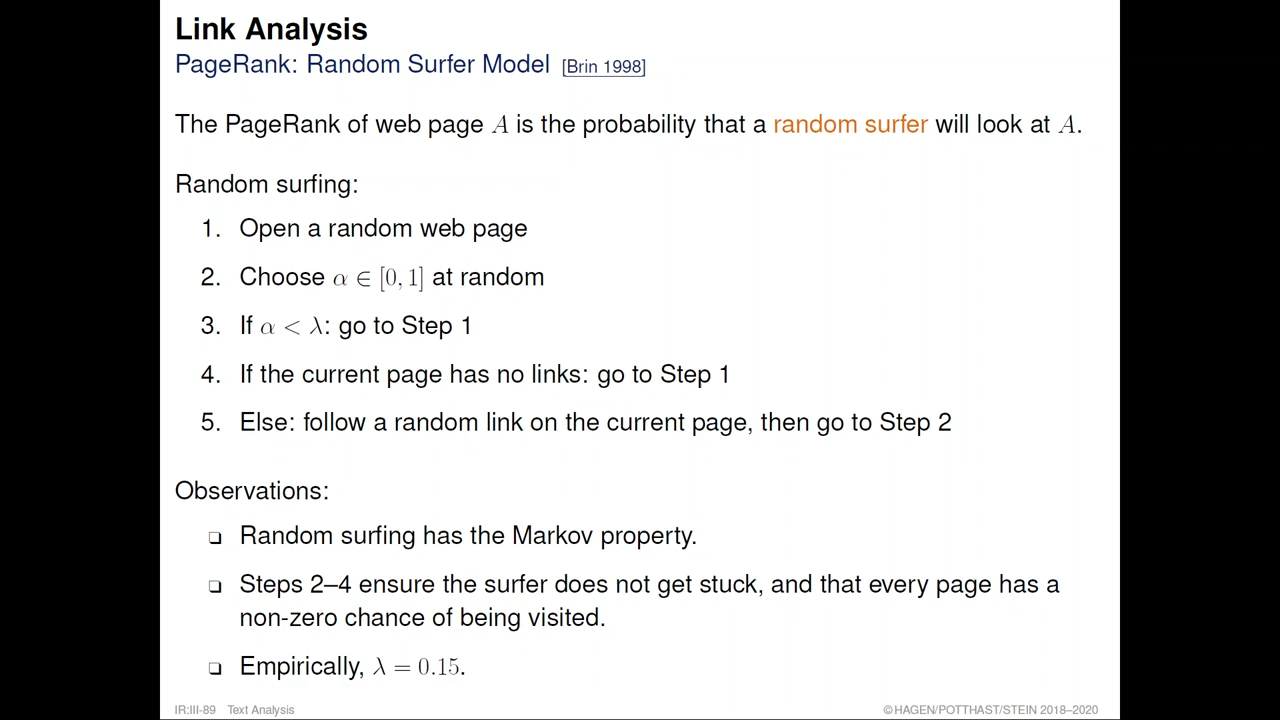 Link Analysis
PageRank: Random Surfer Model [Brin 1998]
The PageRank of web page A is the probability that a random surfer will look at A.
Random surfing:
1. Open a random web page
2. Choose α ∈ [0, 1] at random
3. If α < λ: go to Step 1
4. If the current page has no links: go to Step 1
5. Else: follow a random link on the current page, then go to Step 2
Observations:
❑ Random surfing has the Markov property.
❑ Steps 2–4 ensure the surfer does not get stuck, and that every page has a
non-zero chance of being visited.
❑ Empirically, λ = 0.15.
IR:III-89 Text Analysis ©HAGEN/POTTHAST/STEIN 2018–2020